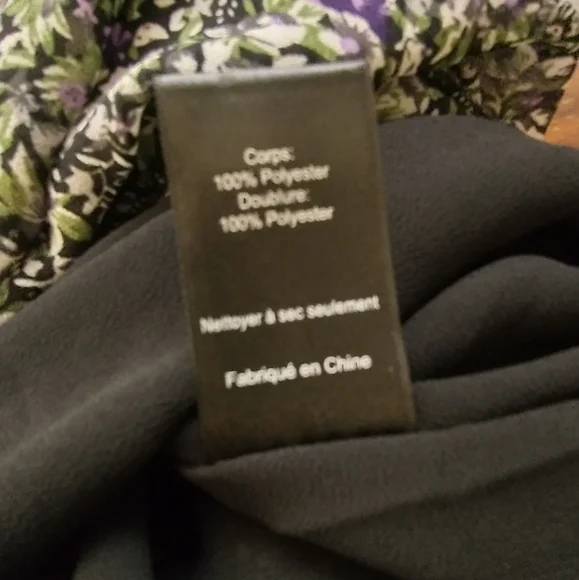 Corps:
100% Polyester
Doublure:
100% Polyester
Nettoyer à sec seulement
Fabriqué en Chine